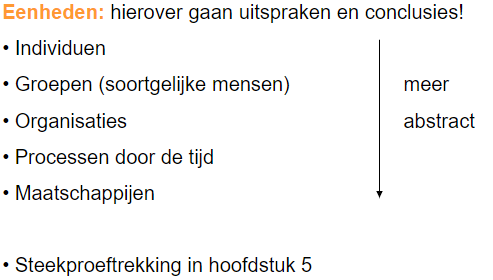 Eenheden: hierover gaan uitspraken en conclusies!
• Individuen
• Groepen (soortgelijke mensen) meer
• Organisaties abstract
• Processen door de tijd
• Maatschappijen
• Steekproeftrekking in hoofdstuk 5